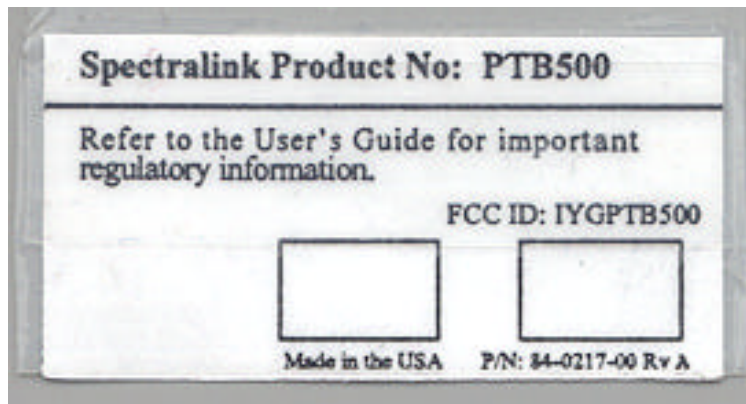 Spectralink Product No: PTB500
Refer to the User's Guide for important
regulatory information.
FCC ID: IYGPTB500
Made in the USA P/N: 84-0217-00 Rv A